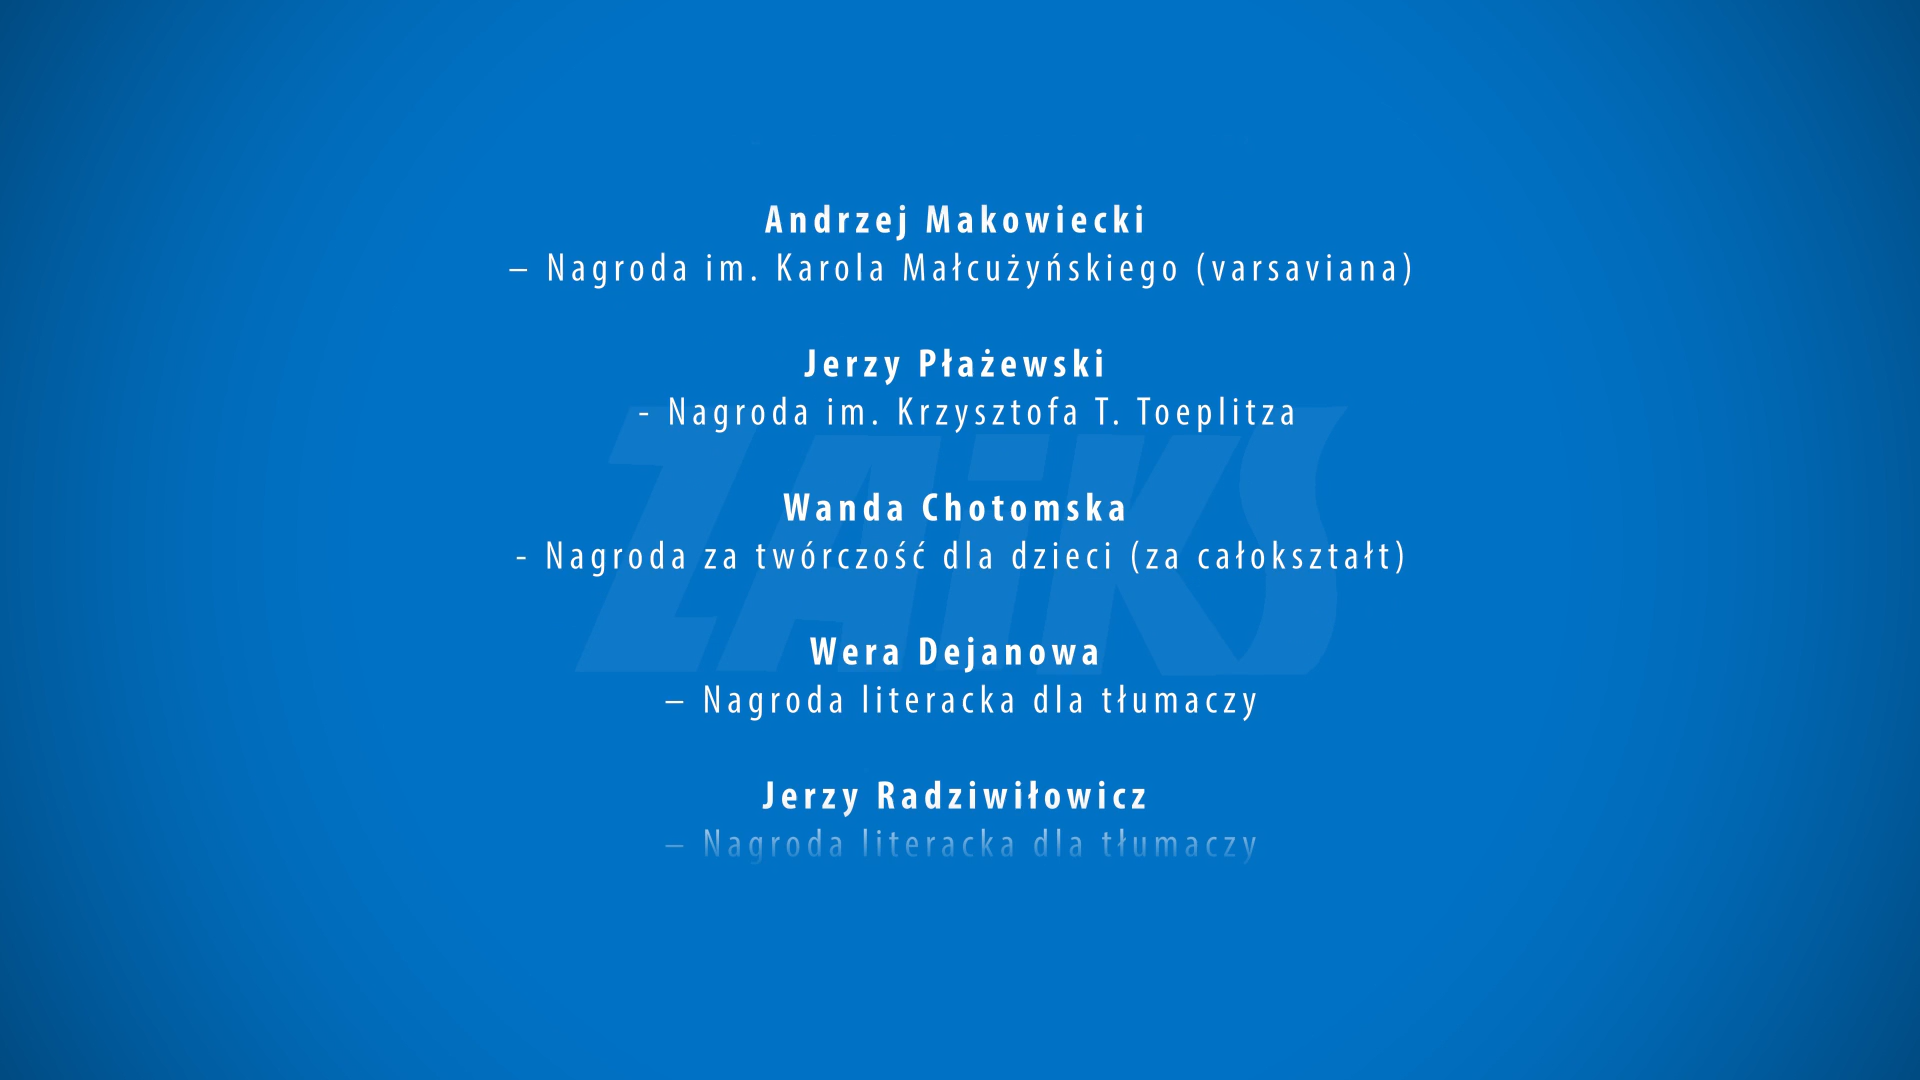 Andrzej Makowiecki
– Nagroda im. Karola Małcużyńskiego (varsaviana)
Jerzy Płażewski
- Nagroda im. Krzysztofa T. Toeplitza
ZAiKS
Wanda Chotomska
- Nagroda za twórczość dla dzieci (za całokształt)
Wera Dejanowa
– Nagroda literacka dla tłumaczy
Jerzy Radziwiłowicz
– Nagroda literacka dla tłumaczy